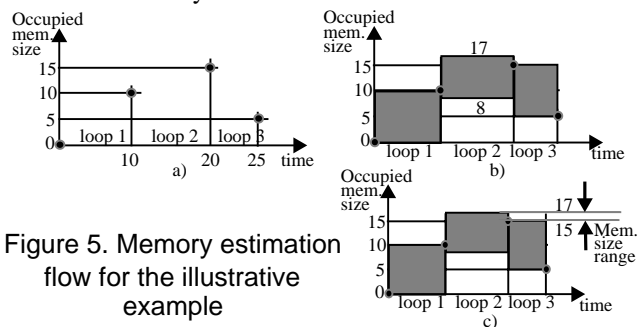 Occupied
mem.
size
15
10
5
0
loop 1 loop 2 loop 3
10 20 25 time
a)
Occupied
mem.
size
17
15
10
8
5
0
loop 1 loop 2 loop 3
time
b)
Occupied
mem.
size
17
15 Mem.
size
range
15
10
5
0
loop 1 loop 2 loop 3
time
c)
Figure 5. Memory estimation
flow for the illustrative
example